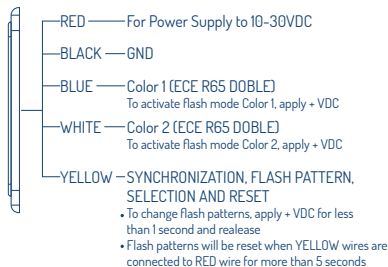 RED For Power Supply to 10-30VDC
BLACK GND
BLUE Color 1 (ECE R65 DOBLE)
To activate flash mode Color 1, apply + VDC
WHITE Color 2 (ECE R65 DOBLE)
To activate flash mode Color 2, apply + VDC
YELLOW SYNCHRONIZATION, FLASH PATTERN,
SELECTION AND RESET
• To change flash patterns, apply + VDC for less
than 1 second and realease
• Flash patterns will be reset when YELLOW wires are
connected to RED wire for more than 5 seconds